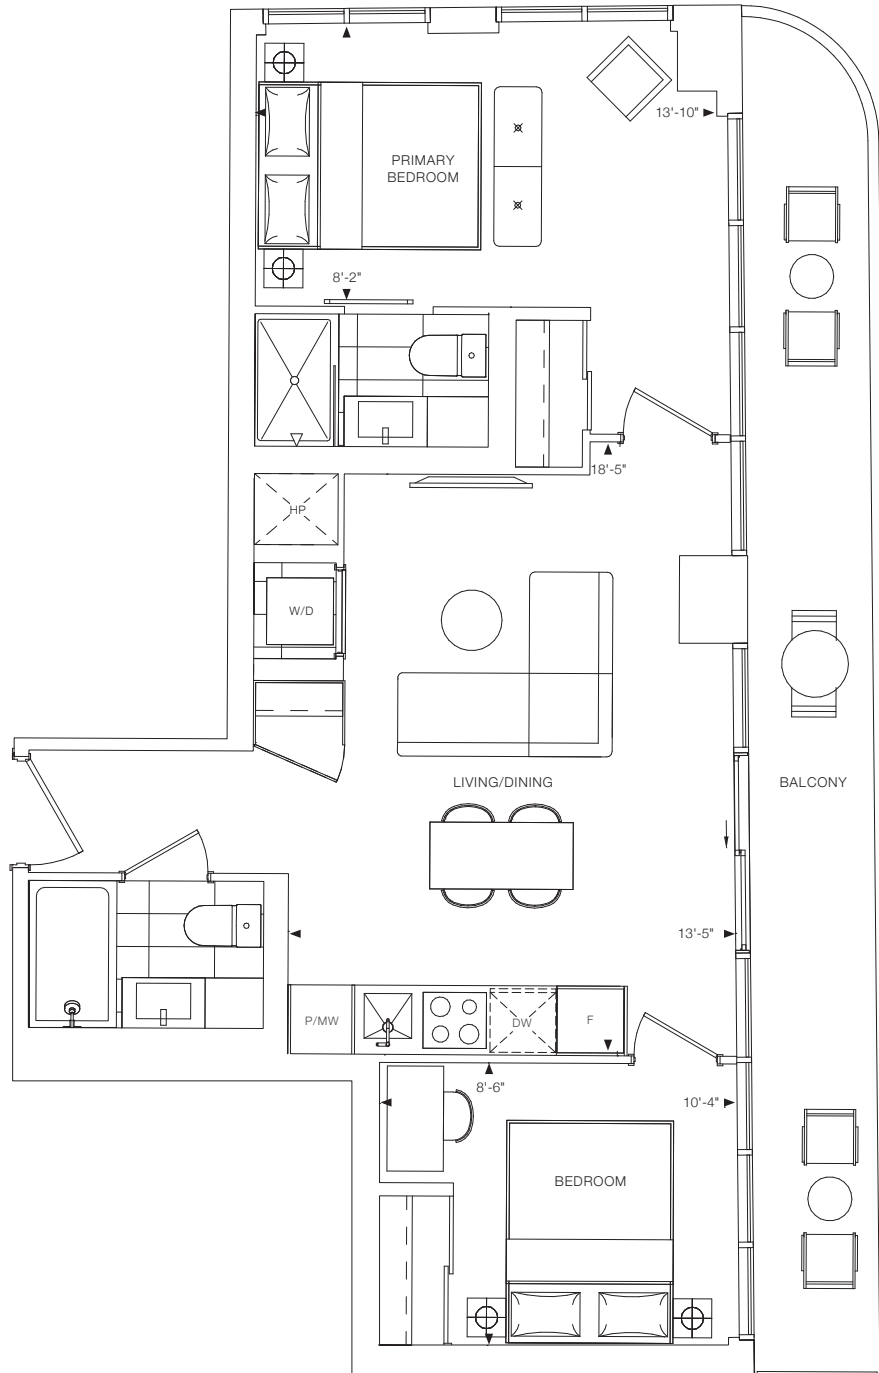 13'-10"
PRIMARY
BEDROOM
8'-2"
18'-5"
HP
W/D
LIVING/DINING
BALCONY
13'-5"
P/MW
DW
F
8'-6"
10'-4"
BEDROOM